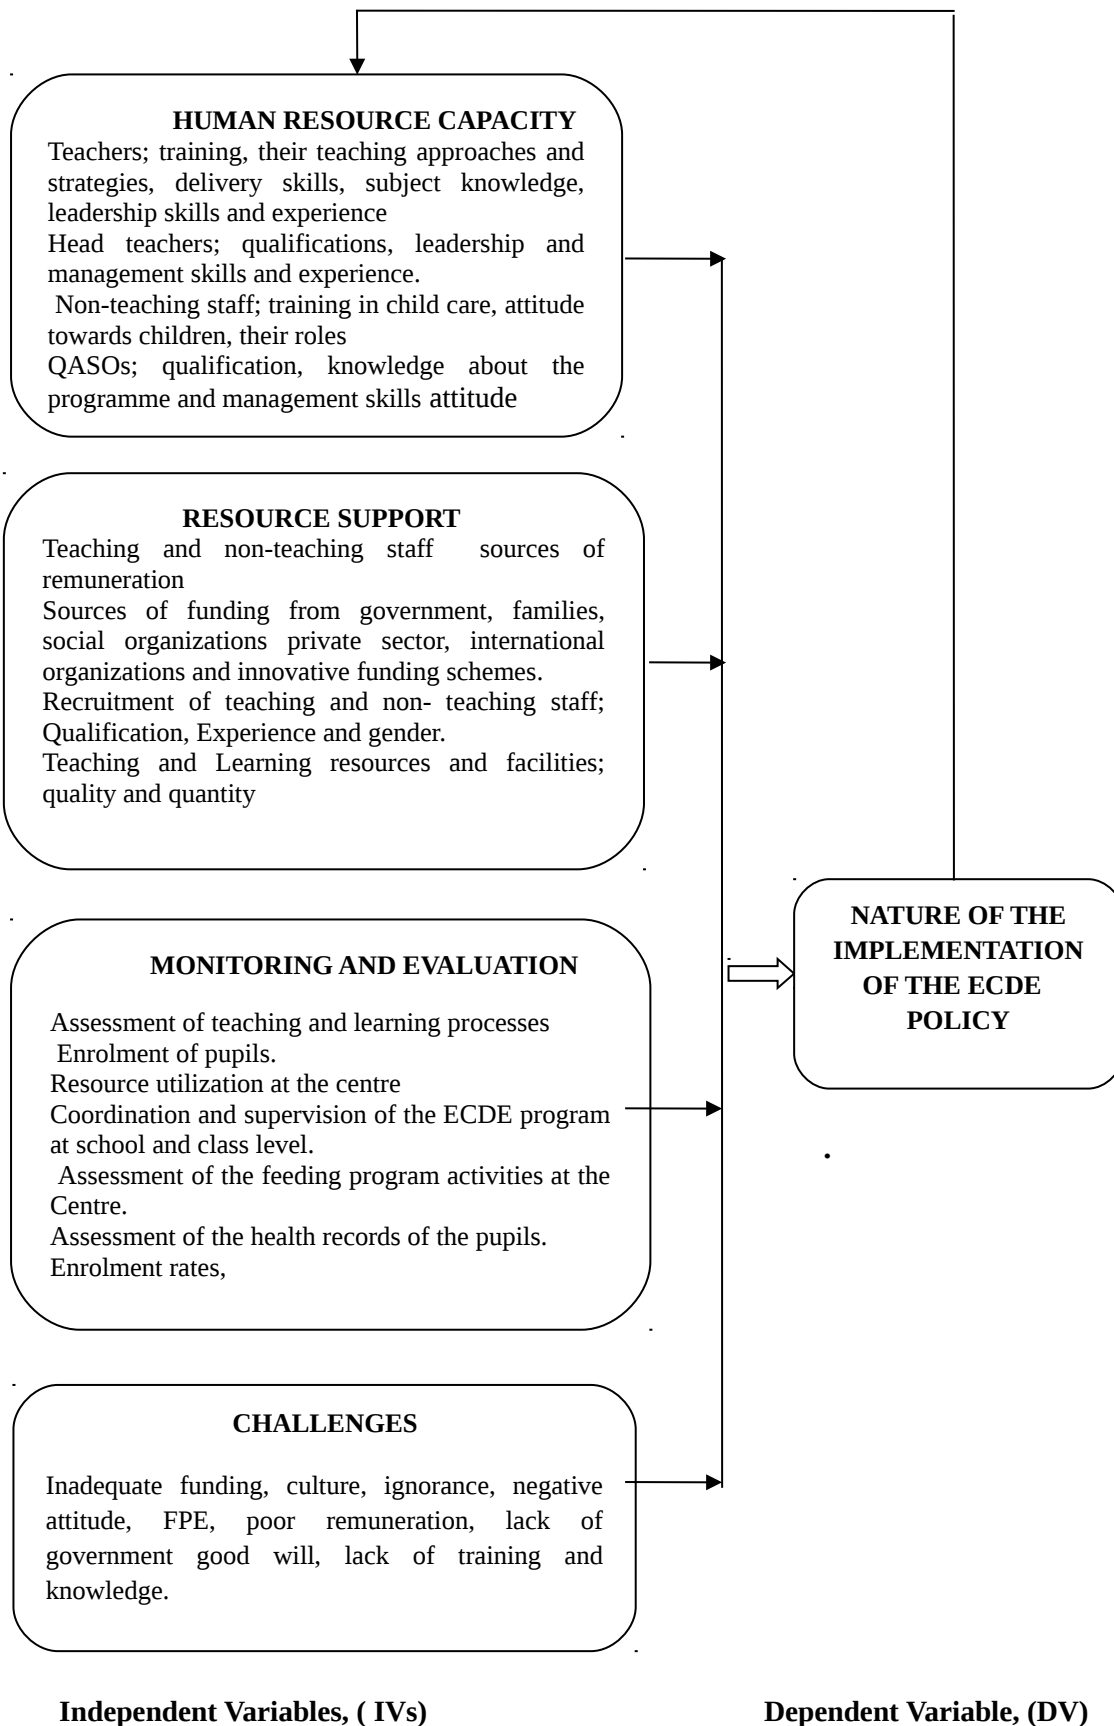 HUMAN RESOURCE CAPACITY
Teachers; training, their teaching approaches and
strategies, delivery skills, subject knowledge,
leadership skills and experience
Head teachers; qualifications, leadership and
management skills and experience.
Non-teaching staff; training in child care, attitude
towards children, their roles
QASOs; qualification, knowledge about the
programme and management skills attitude
RESOURCE SUPPORT
Teaching and non-teaching staff sources of
remuneration
Sources of funding from government, families,
social organizations private sector, international
organizations and innovative funding schemes.
Recruitment of teaching and non- teaching staff;
Qualification, Experience and gender.
Teaching and Learning resources and facilities;
quality and quantity
MONITORING AND EVALUATION
Assessment of teaching and learning processes
Enrolment of pupils.
Resource utilization at the centre
Coordination and supervision of the ECDE program
at school and class level.
Assessment of the feeding program activities at the
Centre.
Assessment of the health records of the pupils.
Enrolment rates,
CHALLENGES
Inadequate funding, culture, ignorance, negative
attitude, FPE, poor remuneration, lack of
government good will, lack of training and
knowledge.
NATURE OF THE
IMPLEMENTATION
OF THE ECDE
POLICY
.
Independent Variables, ( IVs)
Dependent Variable, (DV)